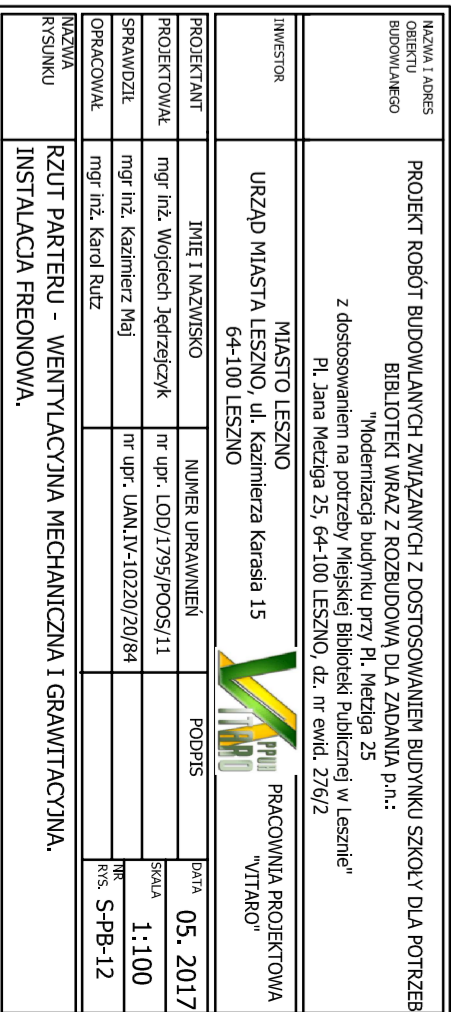 NAZWA I ADRES
OBIEKTU
BUDOWLANEGO
PROJEKT ROBÓT BUDOWLANYCH ZWIĄZANYCH Z DOSTOSOWANIEM BUDYNKU SZKOŁY DLA POTRZEB
BIBLIOTEKI WRAZ Z ROZBUDOWĄ DLA ZADANIA p.n.:
"Modernizacja budynku przy Pl. Metziga 25
z dostosowaniem na potrzeby Miejskiej Biblioteki Publicznej w Lesznie"
Pl. Jana Metziga 25, 64-100 LESZNO, dz. nr ewid. 276/2
INWESTOR
MIASTO LESZNO
URZĄD MIASTA LESZNO, ul. Kazimierza Karasia 15
64-100 LESZNO
PPUH
VITARO
PRACOWNIA PROJEKTOWA
"VITARO"
PROJEKTANT IMIĘ I NAZWISKO NUMER UPRAWNIEŃ PODPIS DATA 05. 2017
PROJEKTOWAŁ mgr inż. Wojciech Jędrzejczyk nr upr. LOD/1795/POOS/11 SKALA 1:100
SPRAWDZIŁ mgr inż. Kazimierz Maj nr upr. UAN.IV-10220/20/84
OPRACOWAŁ mgr inż. Karol Rutz NR RYS. S-PB-12
NAZWA
RYSUNKU
RZUT PARTERU - WENTYLACYJNA MECHANICZNA I GRAWITACYJNA.
INSTALACJA FREONOWA.